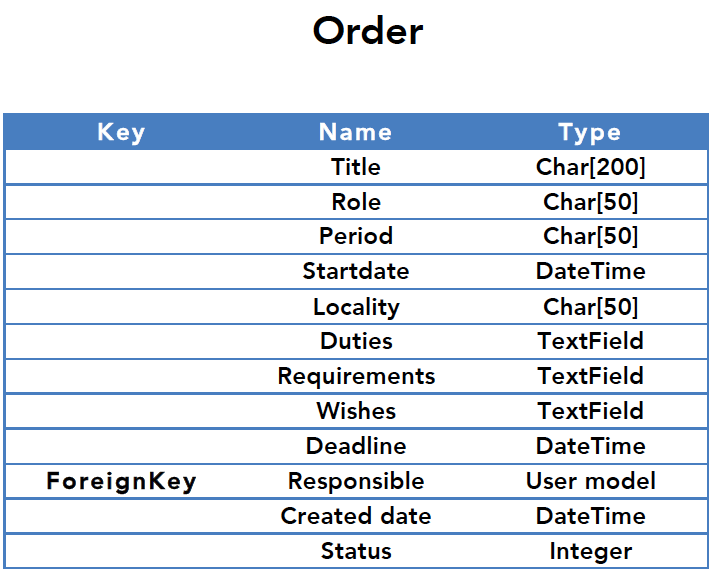 Order
Key Name Type
Title Char[200]
Role Char[50]
Period Char[50]
Startdate DateTime
Locality Char[50]
Duties TextField
Requirements TextField
Wishes TextField
Deadline DateTime
ForeignKey Responsible User model
Created date DateTime
Status Integer